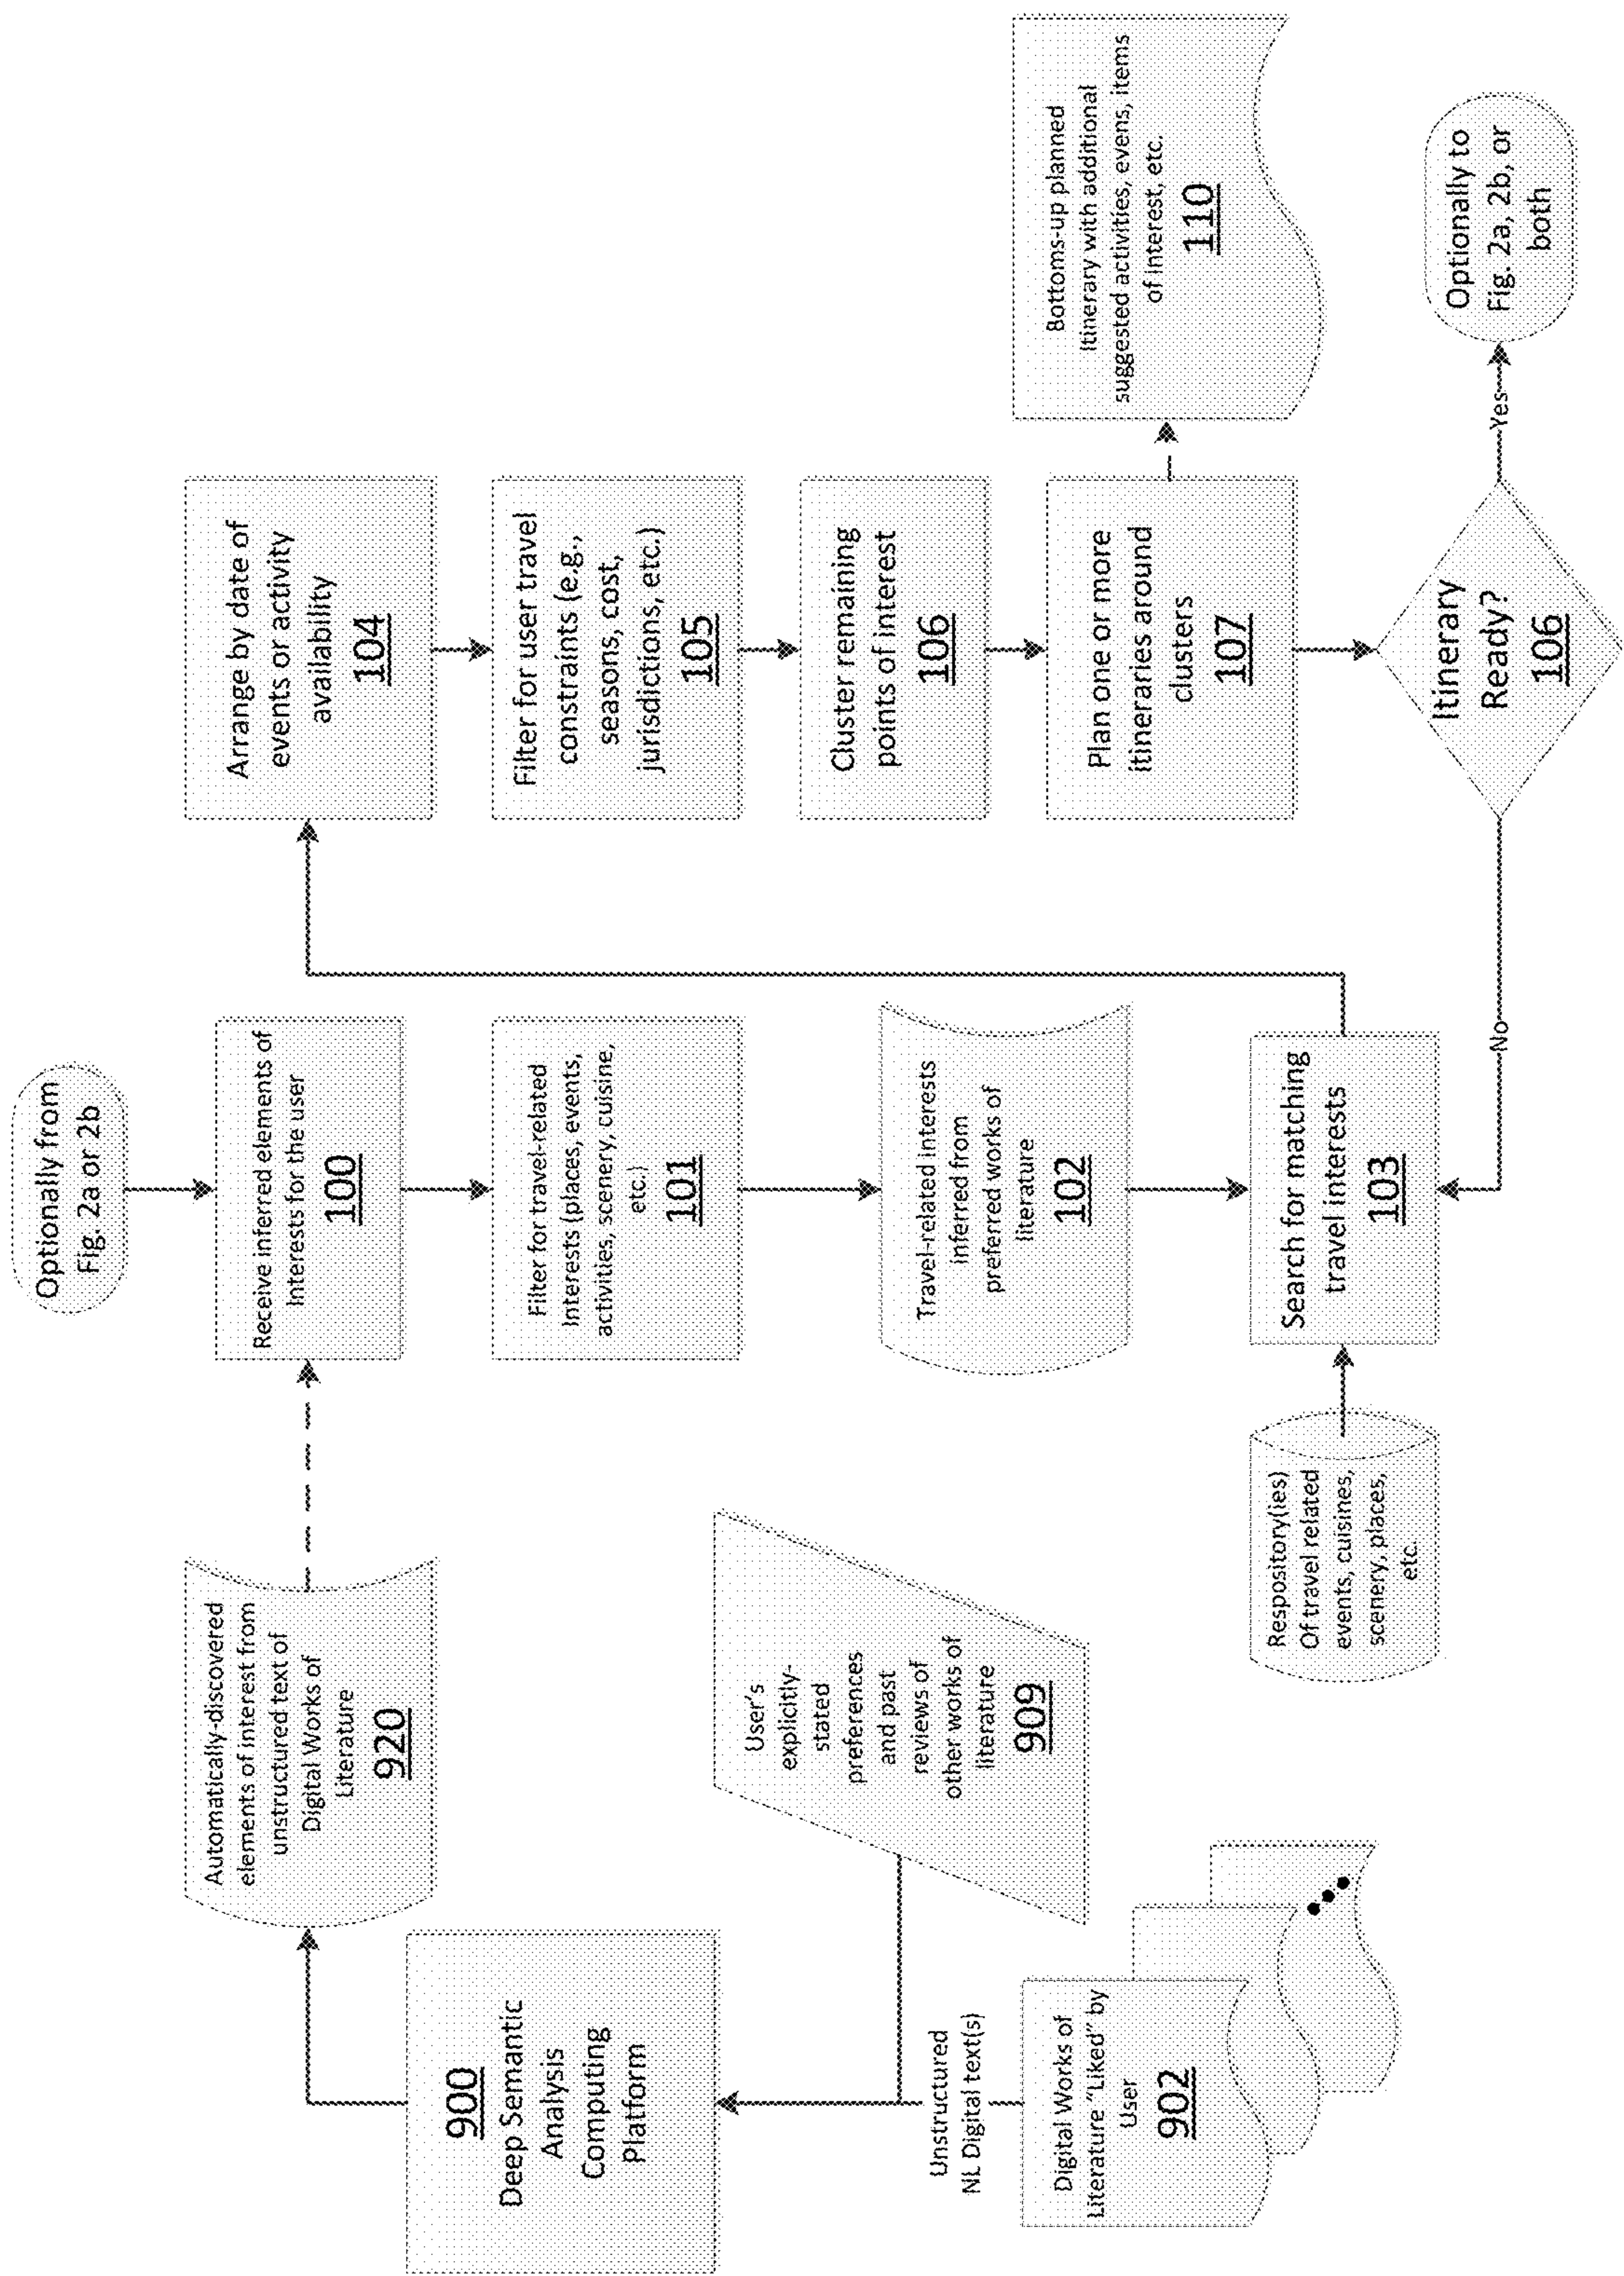 900
Deep Semantic
Analysis
Computing
Platform
Unstructured
NL Digital text(s)
Digital Works of
Literature "Liked" by
User
902
Automatically-discovered
elements of interest from
unstructured text of
Digital Works of
Literature
920
User's
explicitly-
stated
preferences
and past
reviews of
other works of
literature
909
Respository(ies)
Of travel related
events, cuisines,
scenery, places,
etc.
Optionally from
Fig. 2a or 2b
Receive inferred elements of
Interests for the user
100
Filter for travel-related
Interests (places, events,
activities, scenery, cuisine,
etc.)
101
Travel-related interests
inferred from
preferred works of
literature
102
Search for matching
travel interests
103
Arrange by date of
events or activity
availability
104
Filter for user travel
constraints (e.g.,
seasons, cost,
jurisdictions, etc.)
105
Cluster remaining
points of interest
106
Plan one or more
itineraries around
clusters
107
Itinerary
Ready?
106
No
Yes
Bottoms-up planned
Itinerary with additional
suggested activities, evens, items
of interest, etc.
110
Optionally to
Fig. 2a, 2b, or
both